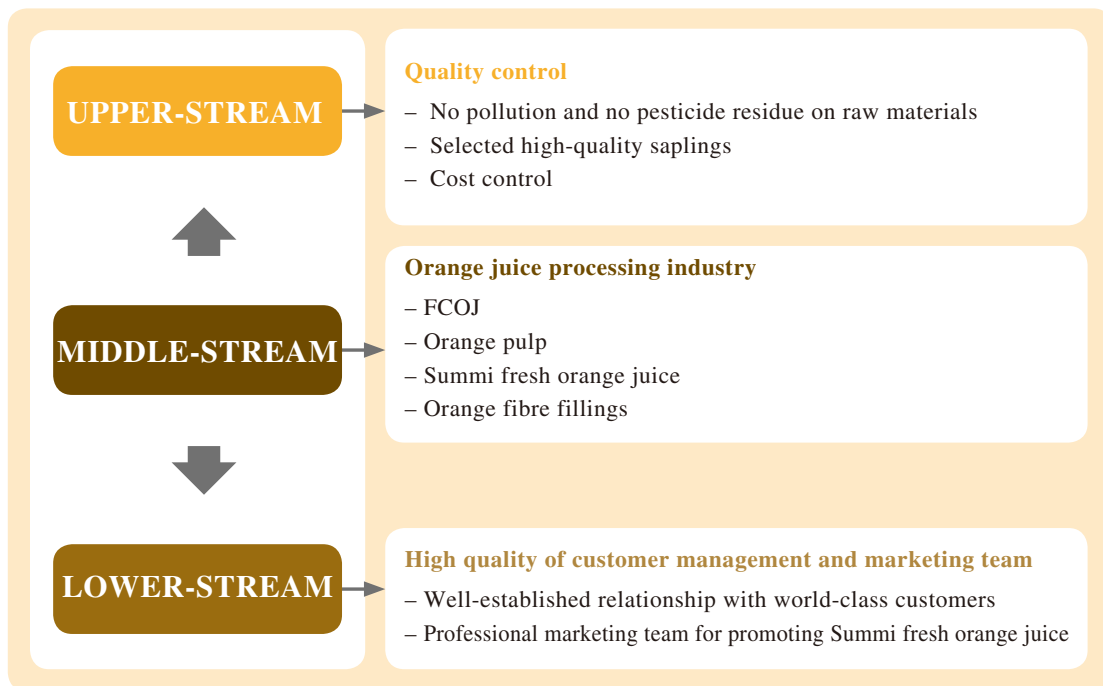 UPPER-STREAM
Quality control
– No pollution and no pesticide residue on raw materials
– Selected high-quality saplings
– Cost control
MIDDLE-STREAM
Orange juice processing industry
– FCOJ
– Orange pulp
– Summi fresh orange juice
– Orange fibre fillings
LOWER-STREAM
High quality of customer management and marketing team
– Well-established relationship with world-class customers
– Professional marketing team for promoting Summi fresh orange juice